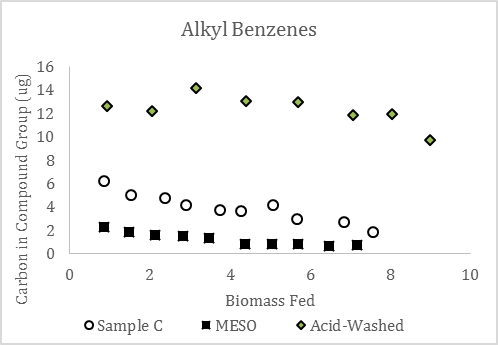 Alkyl Benzenes
Carbon in Compound Group (ug)
16
14
12
10
8
6
4
2
0
0 2 4 6 8 10
Biomass Fed
Sample C MESO Acid-Washed